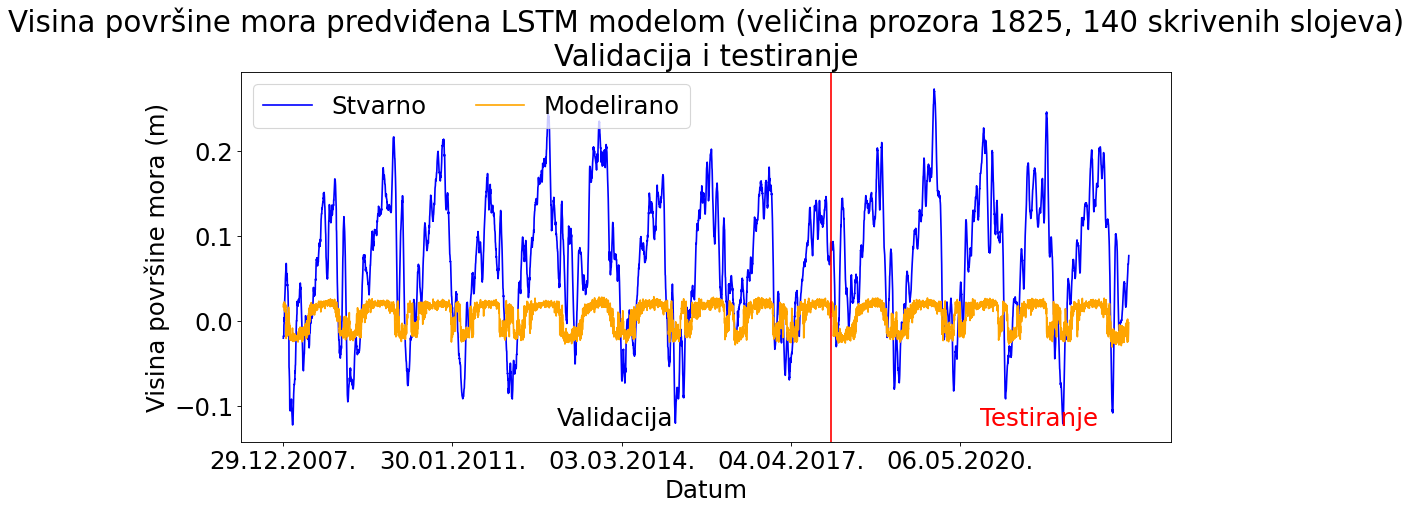 Visina površine mora predviđena LSTM modelom (veličina prozora 1825, 140 skrivenih slojeva)
Validacija i testiranje
Stvarno
Modelirano
Visina površine mora (m)
0.2
0.1
0.0
−0.1
Validacija
Testiranje
29.12.2007.
30.01.2011.
03.03.2014.
04.04.2017.
06.05.2020.
Datum